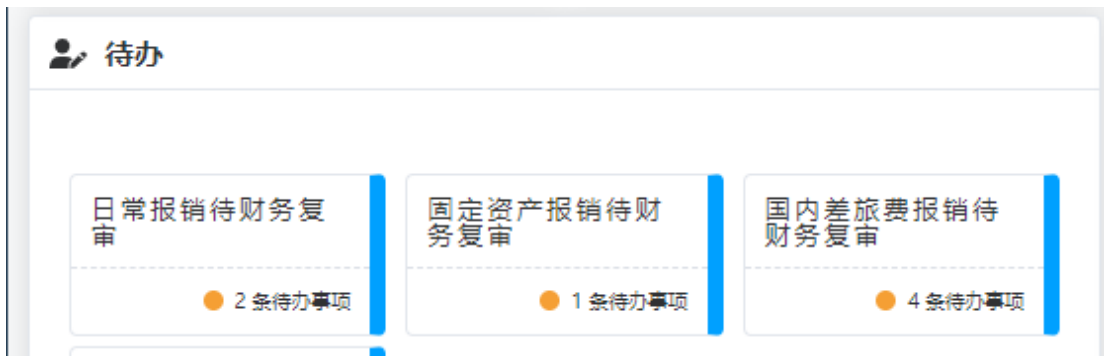 待办
日常报销待财务复
审
固定资产报销待财
务复审
国内差旅费报销待
财务复审
2 条待办事项
1 条待办事项
4 条待办事项